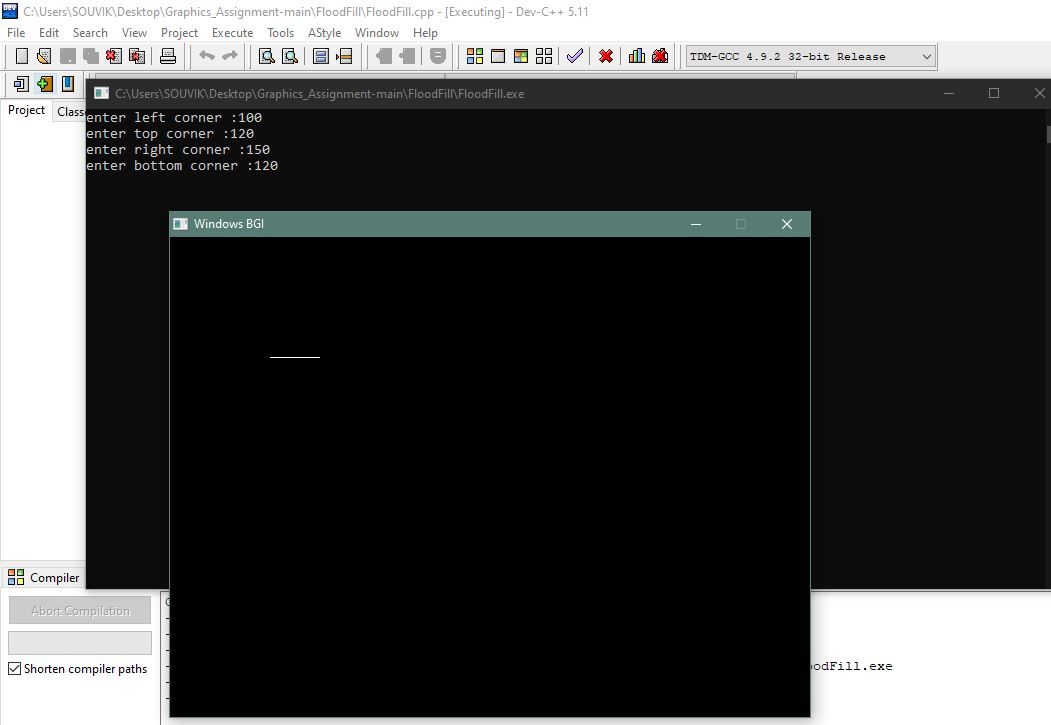 C:\Users\SOUVIK\Desktop\Graphics_Assignment-main\FloodFill\FloodFill.cpp - [Executing] - Dev-C++ 5.11
File Edit Search View Project Execute Tools AStyle Window Help
TDM-GCC 4.9.2 32-bit Release
C:\Users\SOUVIK\Desktop\Graphics_Assignment-main\FloodFill\FloodFill.exe
Project Class
enter left corner :100
enter top corner :120
enter right corner :150
enter bottom corner :120
Windows BGI
Compiler
Abort Compilation
Shorten compiler paths
oodFill.exe